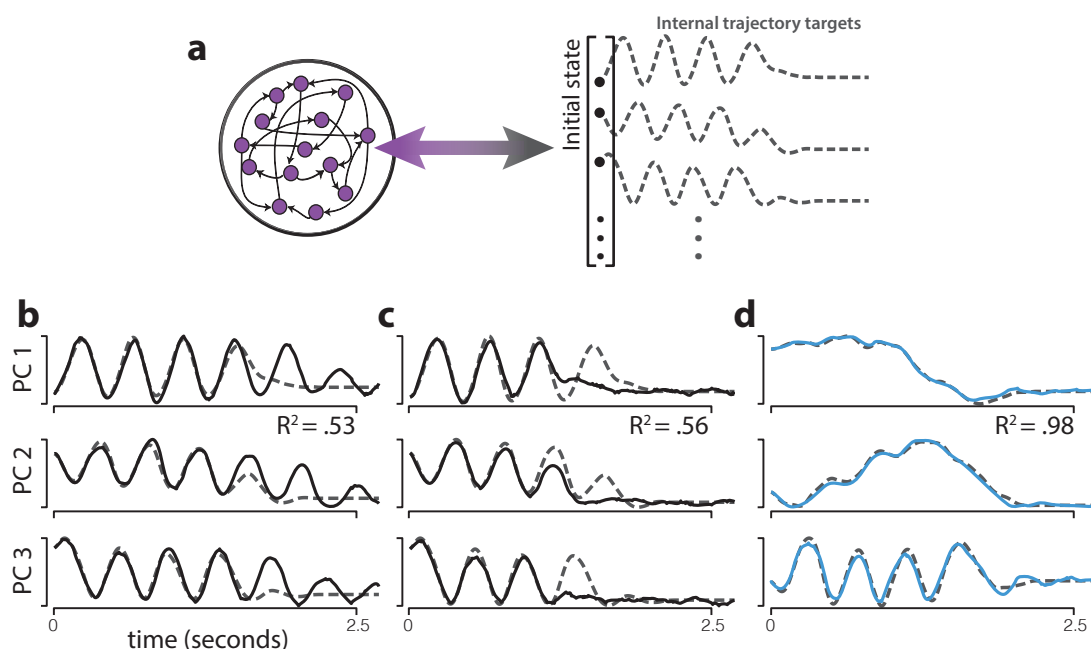 Internal trajectory targets
a
Initial state
b
c
d
PC 1
R² = .53
R² = .56
R² = .98
PC 2
PC 3
0
2.5
0
2.5
0
2.5
time (seconds)